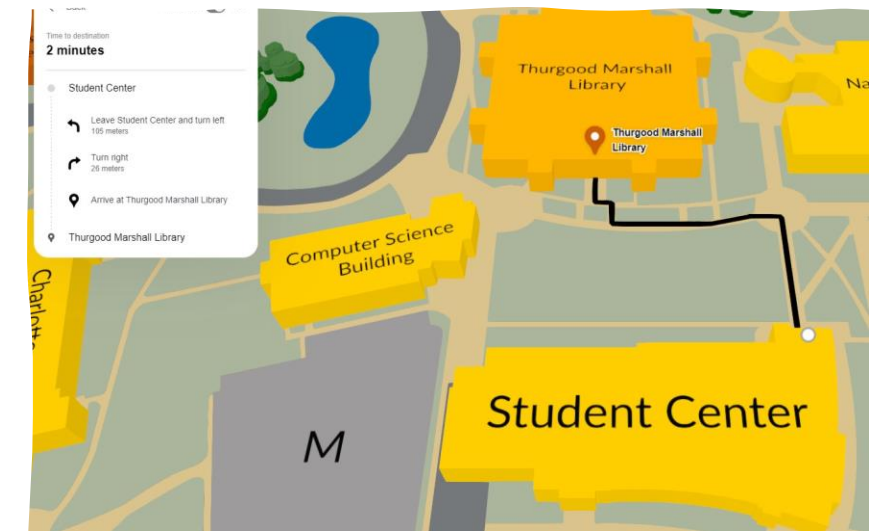 Time to destination
2 minutes
Student Center
Leave Student Center and turn left
105 meters
Turn right
26 meters
Arrive at Thurgood Marshall Library
Thurgood Marshall Library
Thurgood Marshall
Library
Thurgood Marshall
Library
Na
Computer Science
Building
Charlotte
M
Student Center